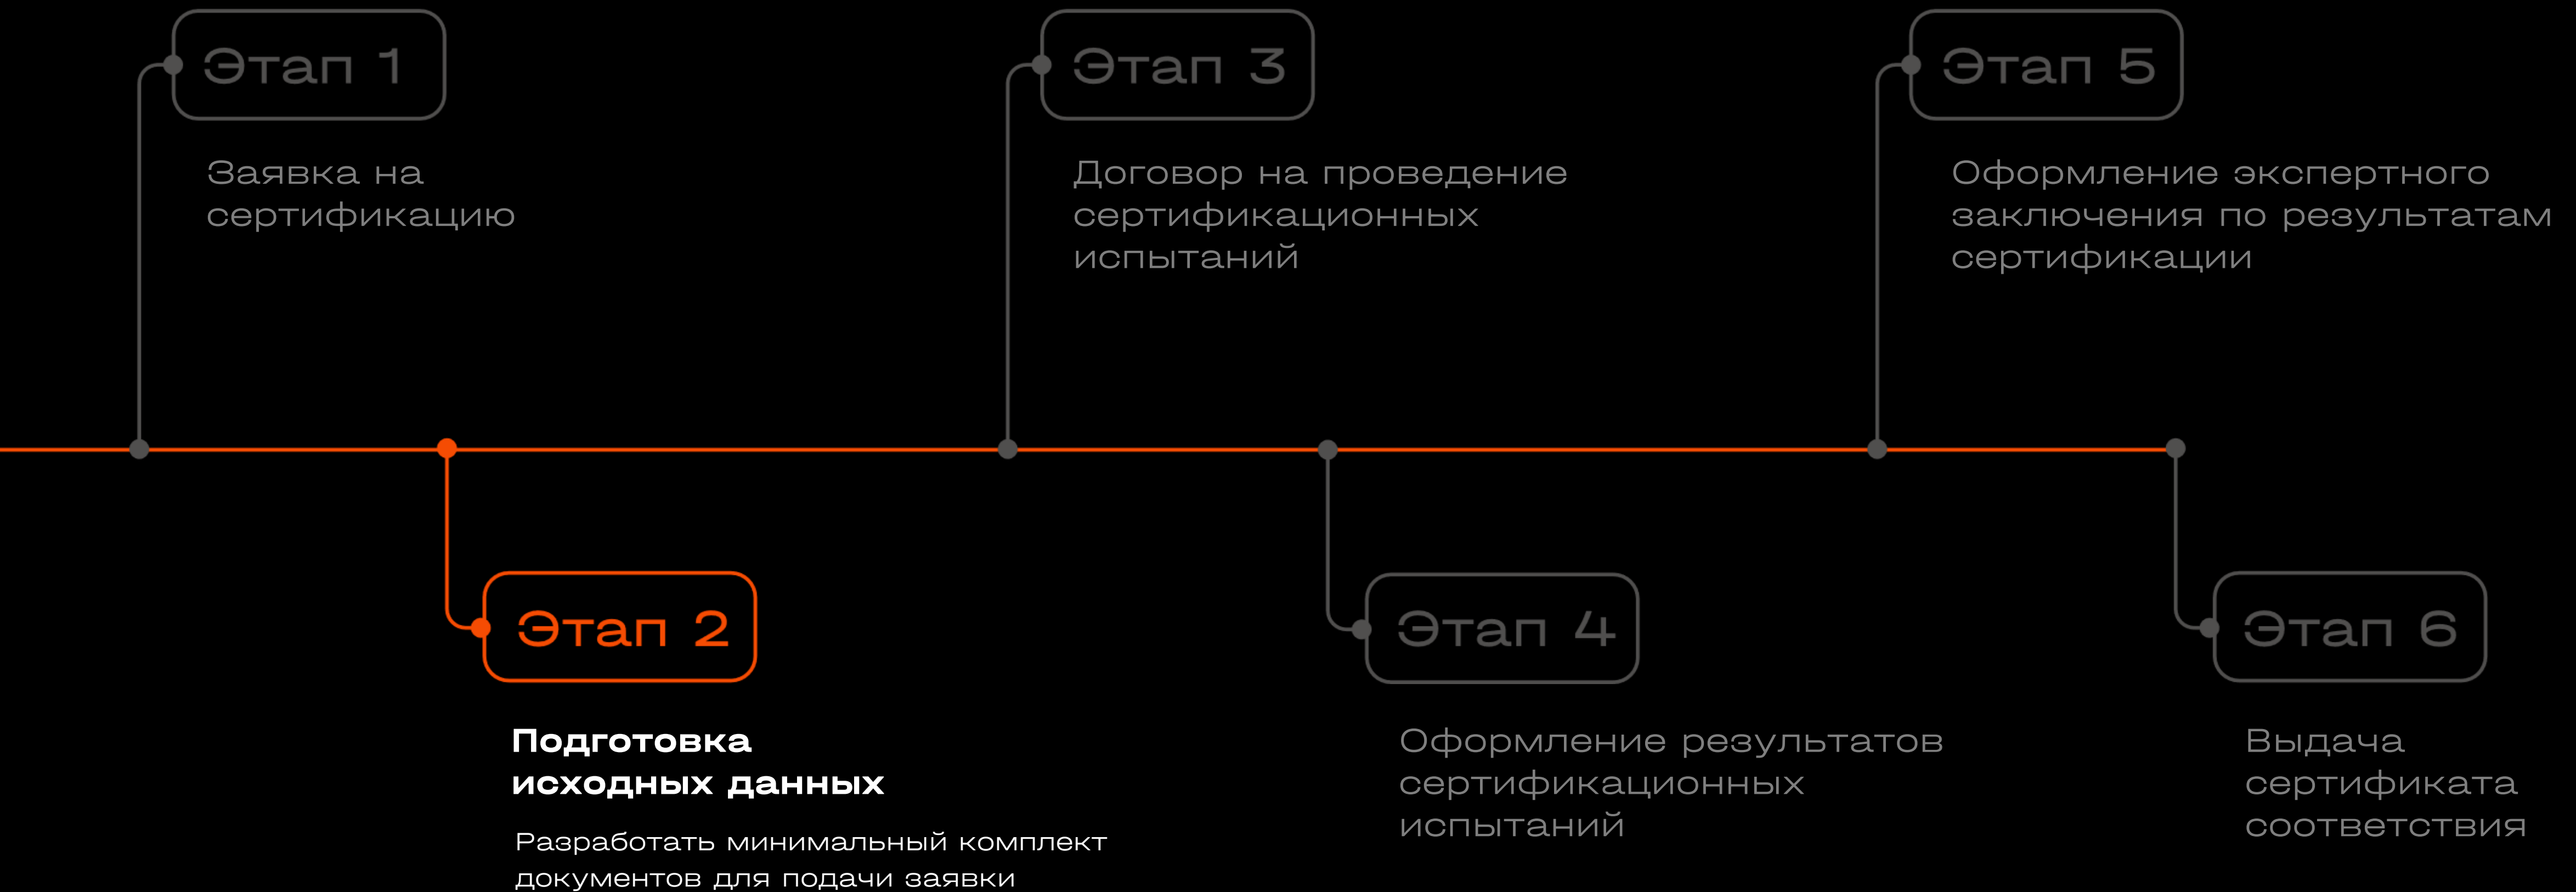 Этап 1
Заявка на
сертификацию
Этап 3
Договор на проведение
сертификационных
испытаний
Этап 5
Оформление экспертного
заключения по результатам
сертификации
Этап 2
Подготовка
исходных данных
Разработать минимальный комплект
документов для подачи заявки
Этап 4
Оформление результатов
сертификационных
испытаний
Этап 6
Выдача
сертификата
соответствия